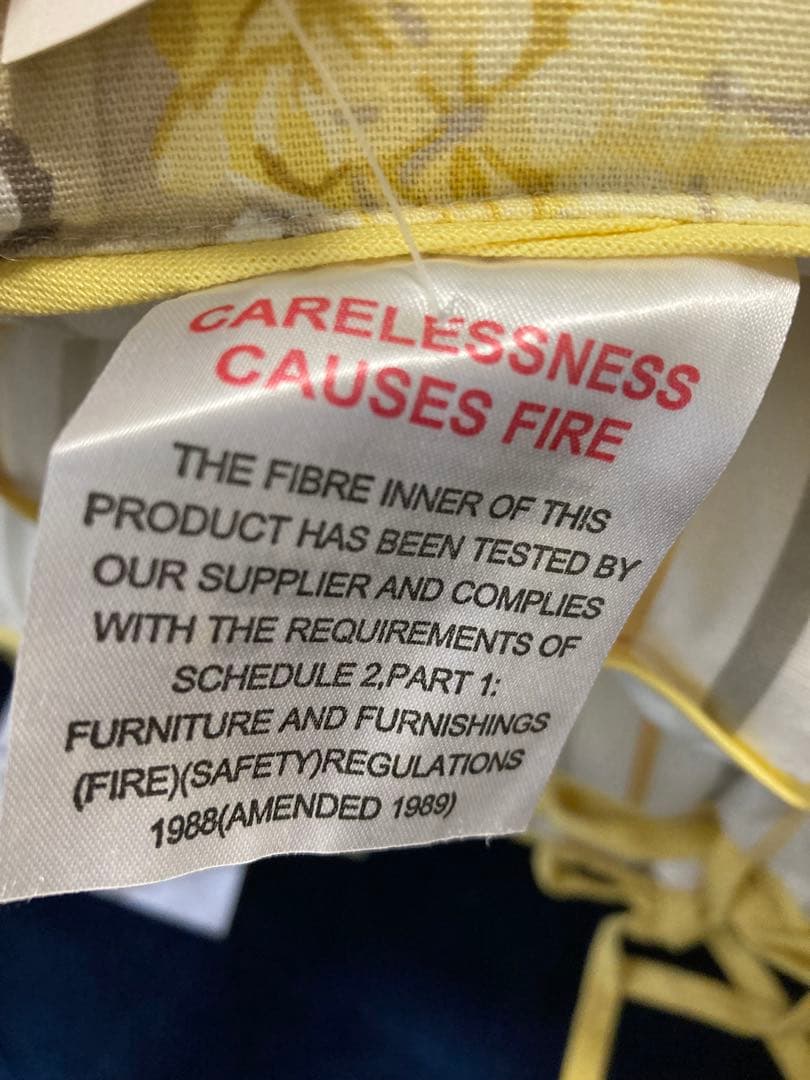 CARELESSNESS
CAUSES FIRE
THE FIBRE INNER OF THIS
PRODUCT HAS BEEN TESTED BY
OUR SUPPLIER AND COMPLIES
WITH THE REQUIREMENTS OF
SCHEDULE 2,PART 1:
FURNITURE AND FURNISHINGS
(FIRE)(SAFETY)REGULATIONS
1988(AMENDED 1989)